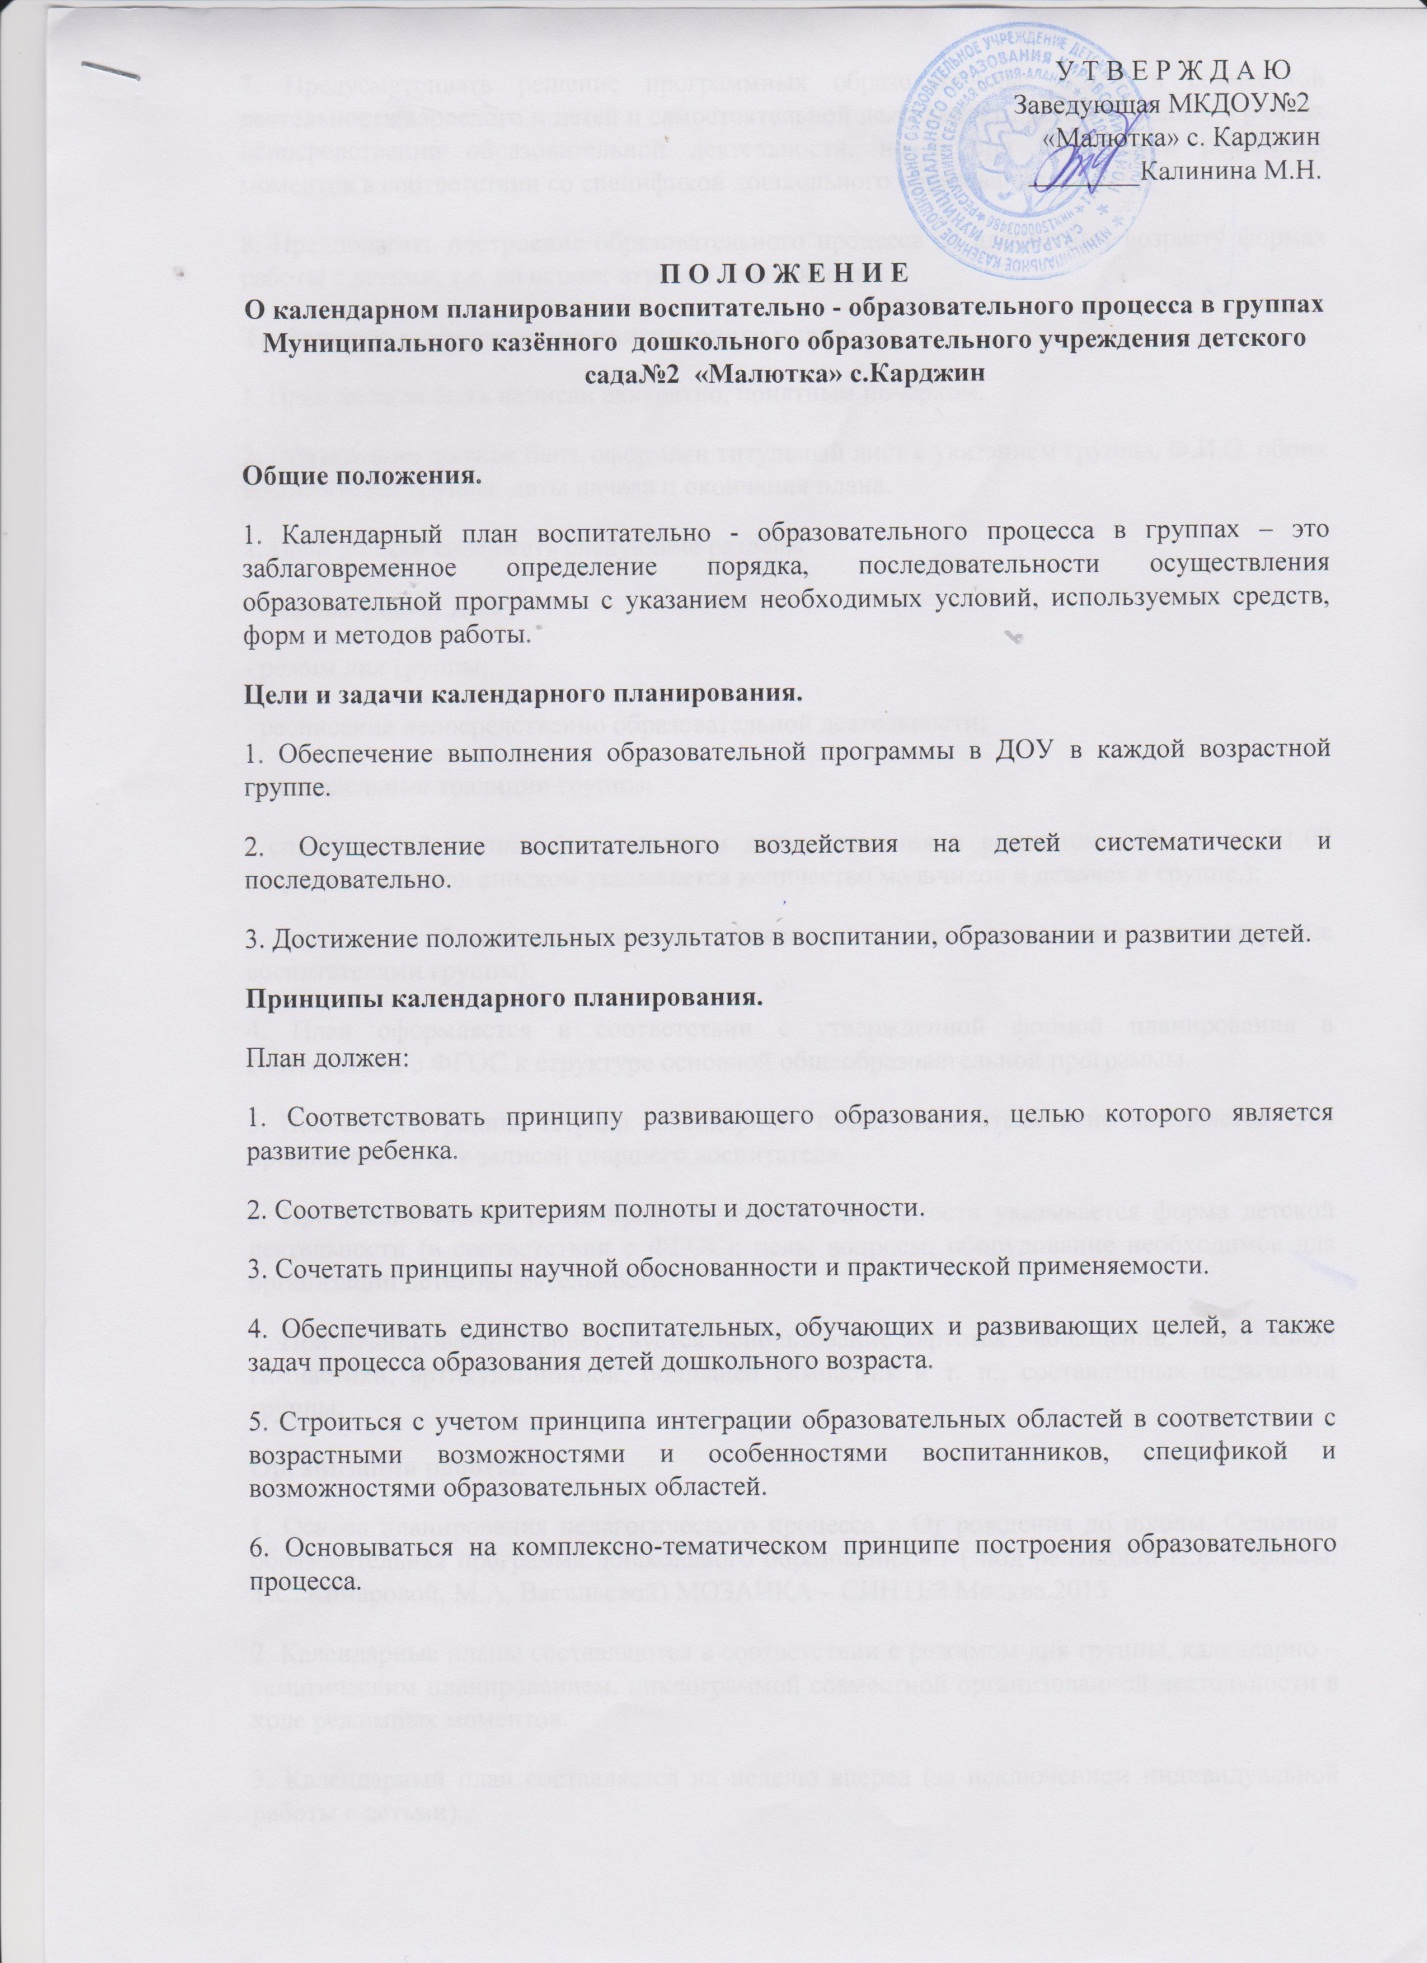 У Т В Е Р Ж Д А Ю
Заведующая МКДОУ№2
«Малютка» с. Карджин
________Калинина М.Н.
П О Л О Ж Е Н И Е
О календарном планировании воспитательно - образовательного процесса в группах
Муниципального казённого дошкольного образовательного учреждения детского
сада№2 «Малютка» с.Карджин
Общие положения.
1. Календарный план воспитательно - образовательного процесса в группах – это
заблаговременное определение порядка, последовательности осуществления
образовательной программы с указанием необходимых условий, используемых средств,
форм и методов работы.
Цели и задачи календарного планирования.
1. Обеспечение выполнения образовательной программы в ДОУ в каждой возрастной
группе.
2. Осуществление воспитательного воздействия на детей систематически и
последовательно.
3. Достижение положительных результатов в воспитании, образовании и развитии детей.
Принципы календарного планирования.
План должен:
1. Соответствовать принципу развивающего образования, целью которого является
развитие ребенка.
2. Соответствовать критериям полноты и достаточности.
3. Сочетать принципы научной обоснованности и практической применяемости.
4. Обеспечивать единство воспитательных, обучающих и развивающих целей, а также
задач процесса образования детей дошкольного возраста.
5. Строиться с учетом принципа интеграции образовательных областей в соответствии с
возрастными возможностями и особенностями воспитанников, спецификой и
возможностями образовательных областей.
6. Основываться на комплексно-тематическом принципе построения образовательного
процесса.